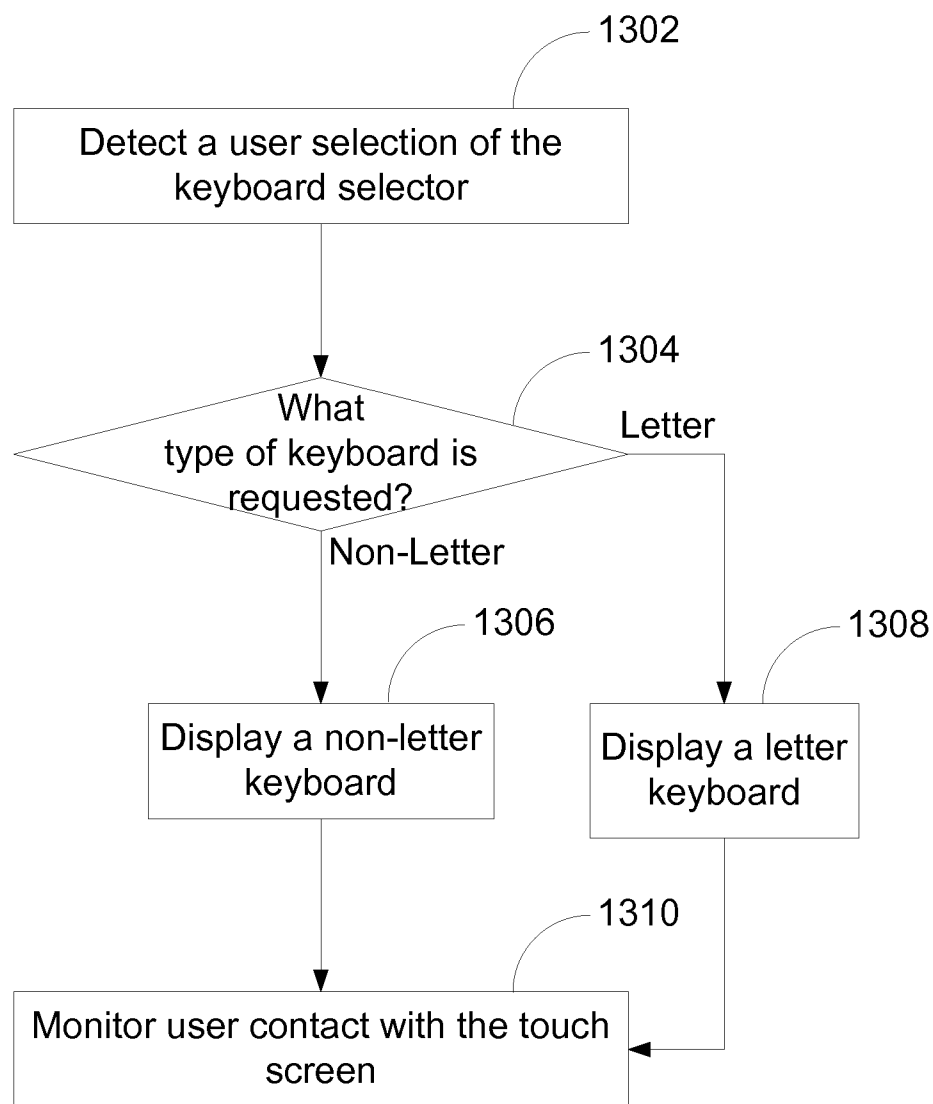 1302
Detect a user selection of the
keyboard selector
1304
What
type of keyboard is
requested?
Letter
Non-Letter
1306
Display a non-letter
keyboard
1308
Display a letter
keyboard
1310
Monitor user contact with the touch
screen